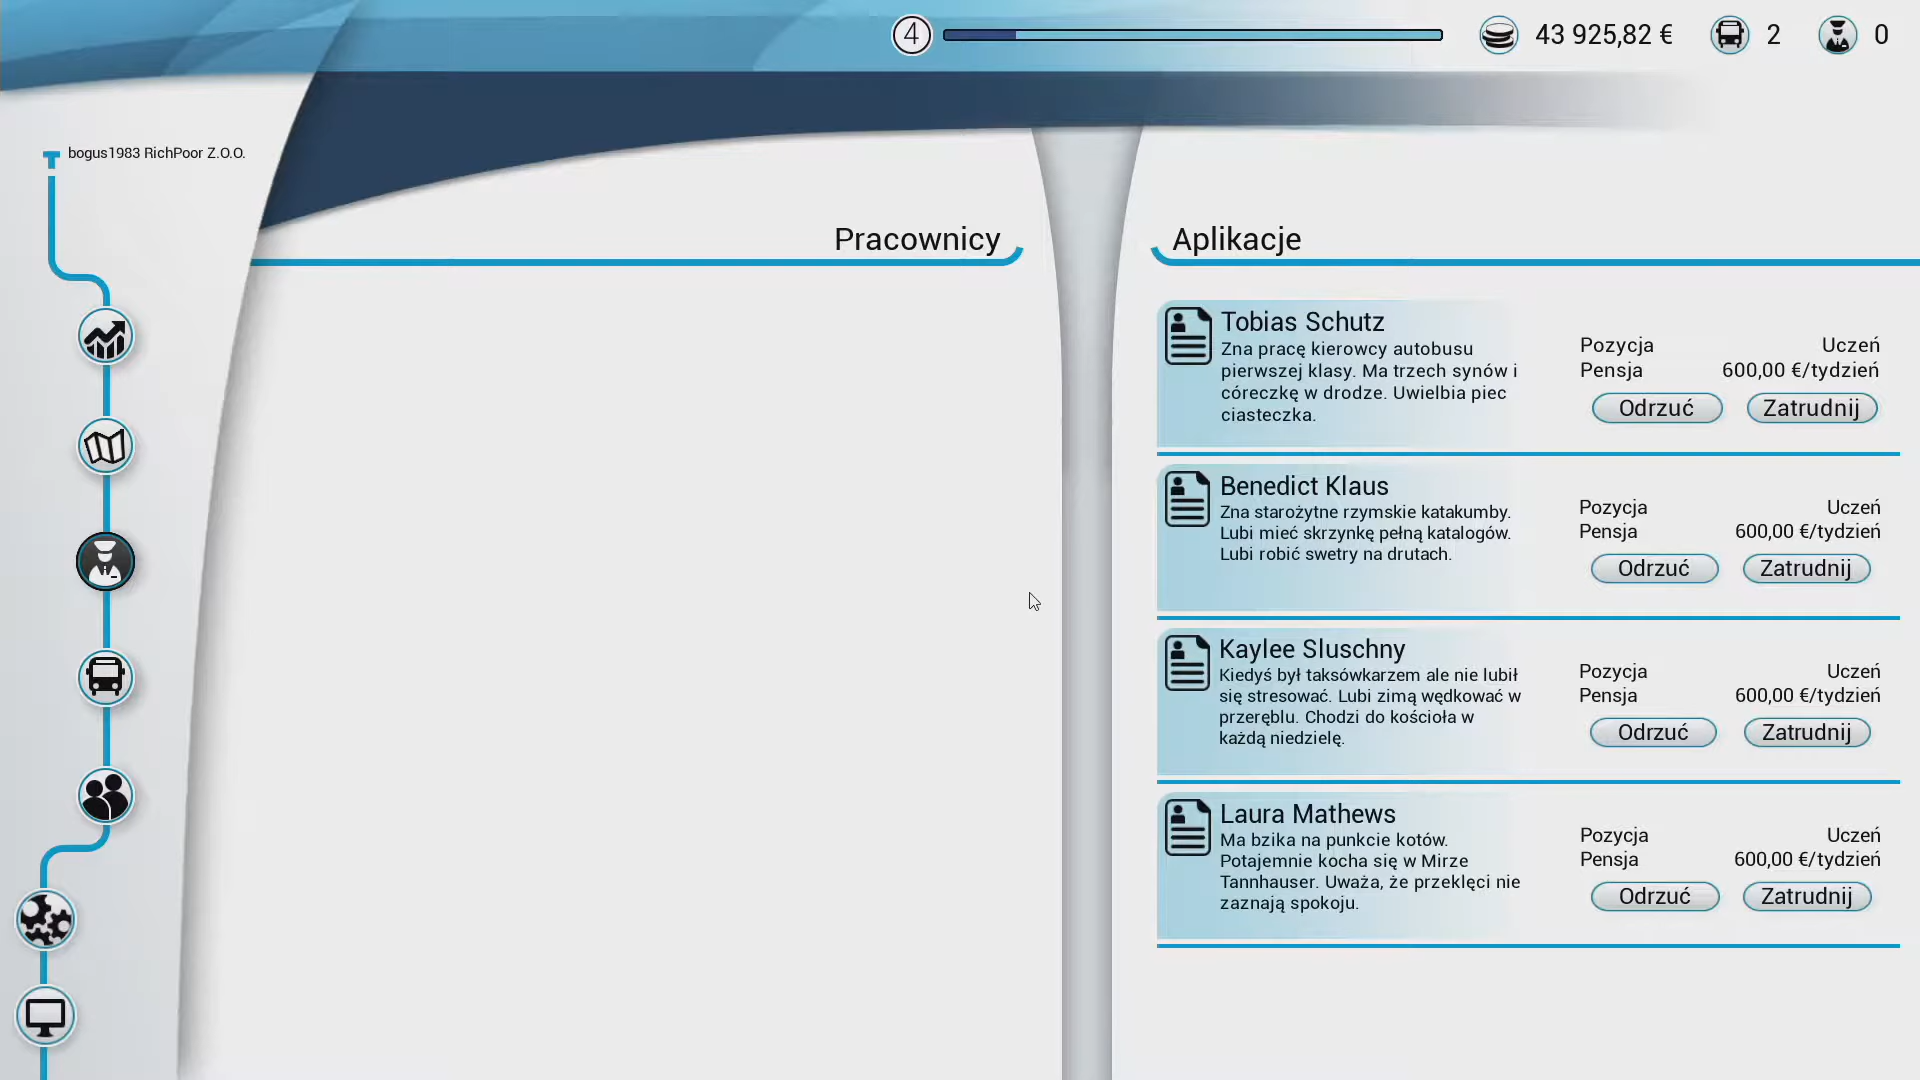 4
43 925,82 €
2
0
bogus1983 RichPoor Z.O.O.
Pracownicy
Aplikacje
Tobias Schutz
Zna pracę kierowcy autobusu
pierwszej klasy. Ma trzech synów i
córeczkę w drodze. Uwielbia piec
ciasteczka.
Pozycja Uczeń
Pensja 600,00 €/tydzień
Odrzuć Zatrudnij
Benedict Klaus
Zna starożytne rzymskie katakumby.
Lubi mieć skrzynkę pełną katalogów.
Lubi robić swetry na drutach.
Pozycja Uczeń
Pensja 600,00 €/tydzień
Odrzuć Zatrudnij
Kaylee Sluschny
Kiedyś był taksówkarzem ale nie lubił
się stresować. Lubi zimą wędkować w
przeręblu. Chodzi do kościoła w
każdą niedzielę.
Pozycja Uczeń
Pensja 600,00 €/tydzień
Odrzuć Zatrudnij
Laura Mathews
Ma bzika na punkcie kotów.
Potajemnie kocha się w Mirze
Tannhauser. Uważa, że przeklęci nie
zaznają spokoju.
Pozycja Uczeń
Pensja 600,00 €/tydzień
Odrzuć Zatrudnij